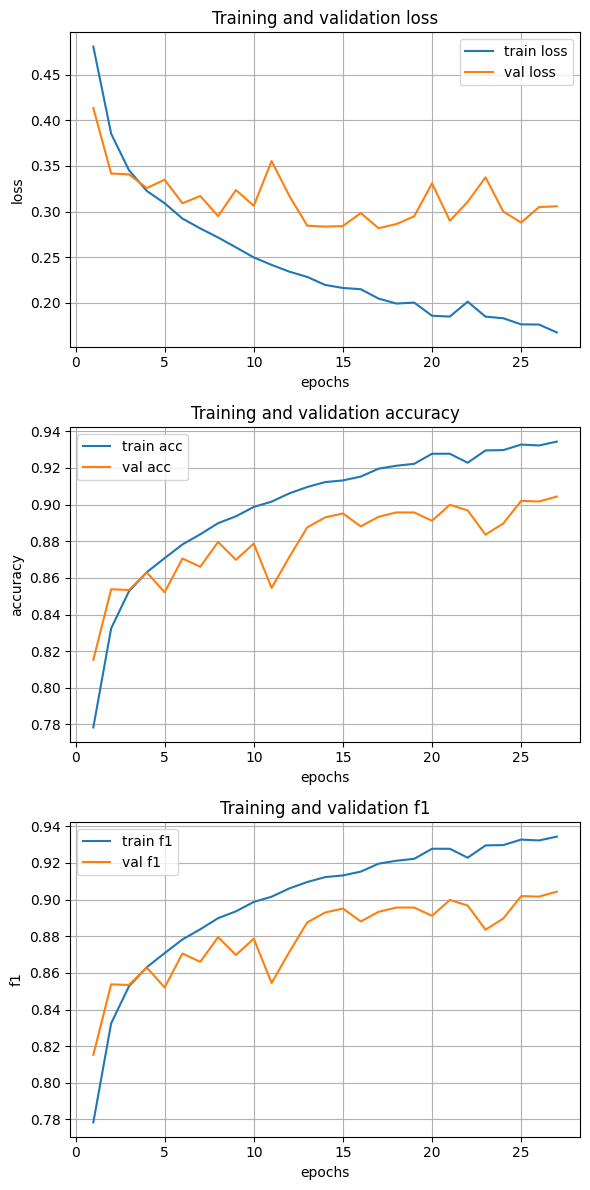 Training and validation loss
train loss
val loss
0.45
0.40
0.35
0.30
0.25
0.20
loss
0 5 10 15 20 25
epochs
Training and validation accuracy
train acc
val acc
0.94
0.92
0.90
0.88
0.86
0.84
0.82
0.80
0.78
accuracy
0 5 10 15 20 25
epochs
Training and validation f1
train f1
val f1
0.94
0.92
0.90
0.88
0.86
0.84
0.82
0.80
0.78
f1
0 5 10 15 20 25
epochs